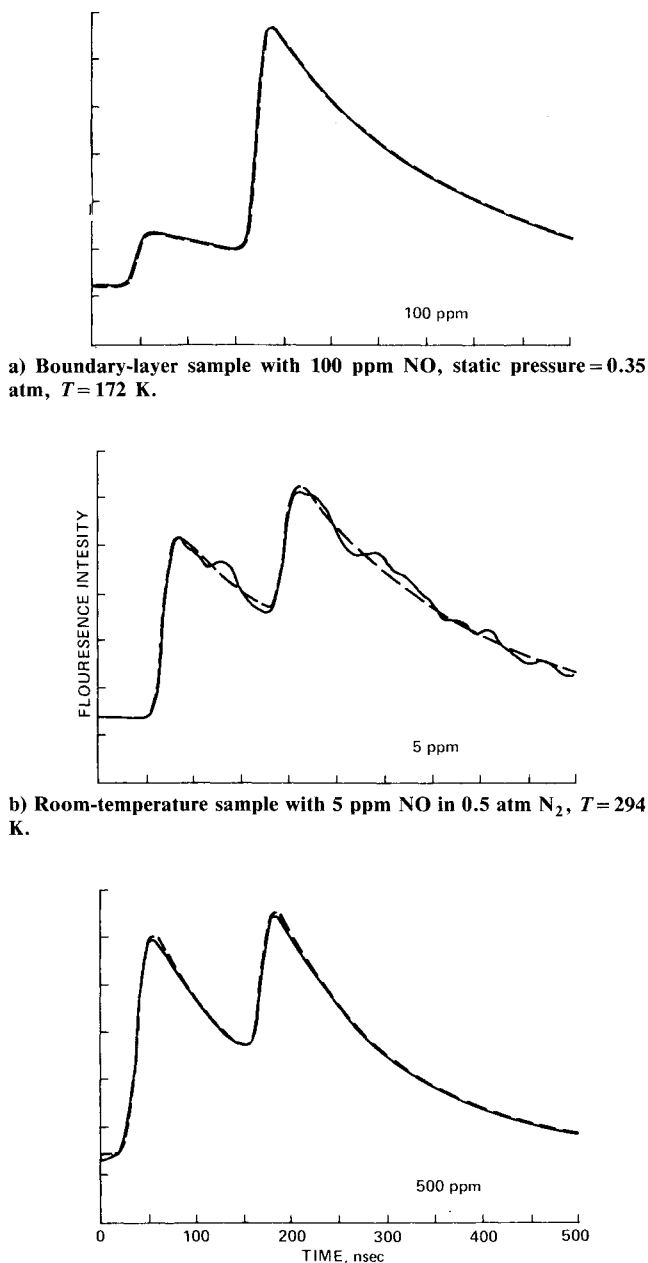 100 ppm
a) Boundary-layer sample with 100 ppm NO, static pressure = 0.35
atm, T = 172 K.
FLOURESENCE INTESITY
5 ppm
b) Room-temperature sample with 5 ppm NO in 0.5 atm N₂, T = 294
K.
500 ppm
0 100 200 300 400 500
TIME, nsec